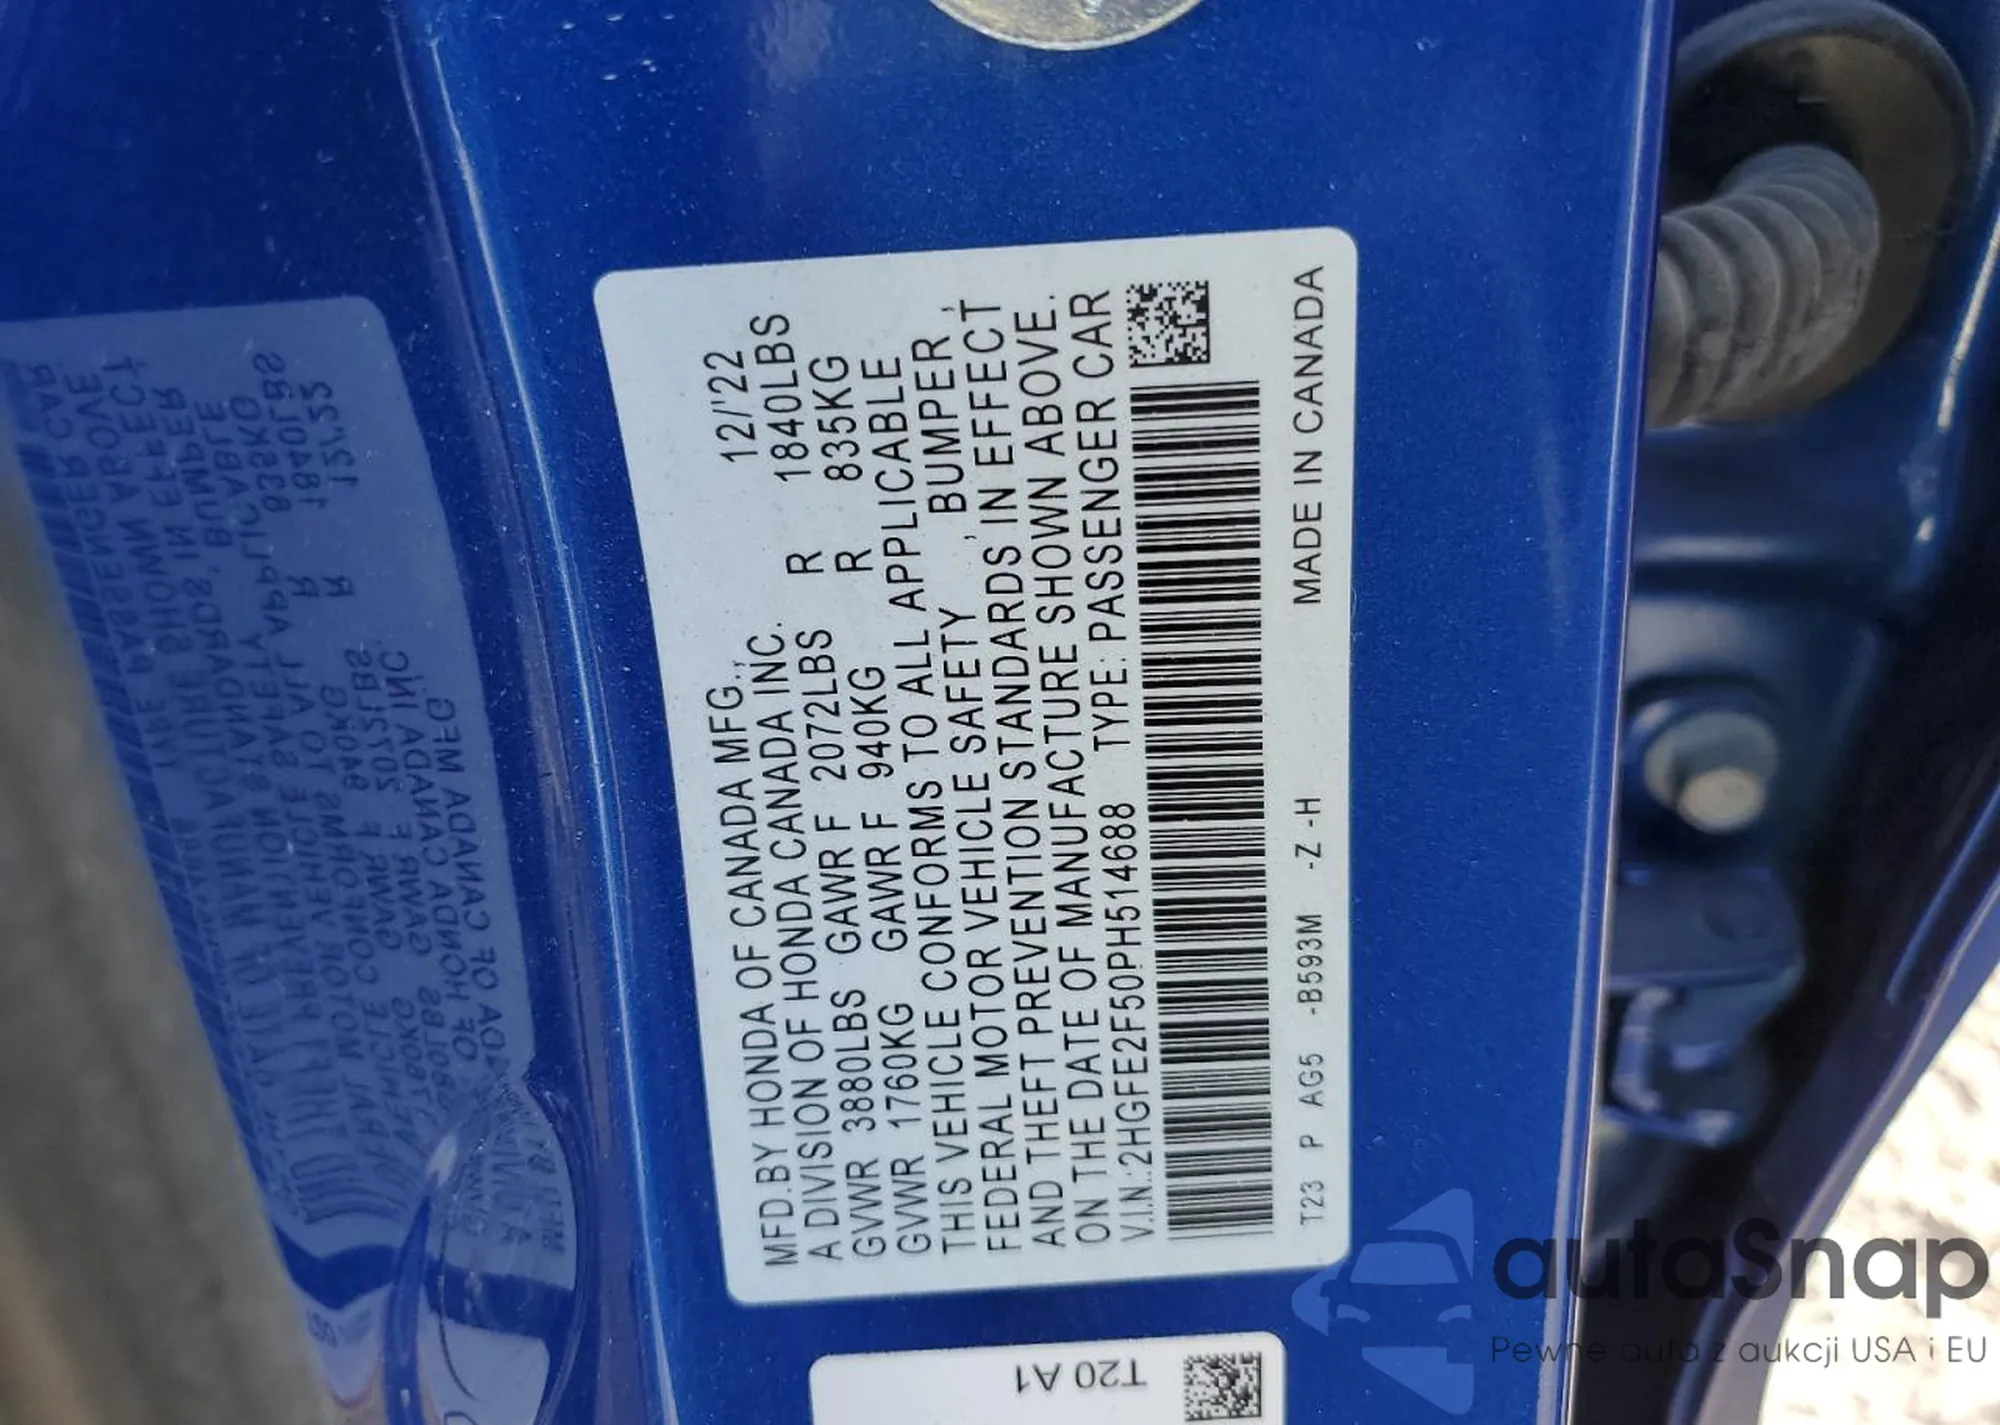 MFD.BY HONDA OF CANADA MFG., 12/'22
A DIVISION OF HONDA CANADA INC.
GVWR 3880LBS GAWR F 2072LBS R 1840LBS
GVWR 1760KG GAWR F 940KG R 835KG
THIS VEHICLE CONFORMS TO ALL APPLICABLE
FEDERAL MOTOR VEHICLE SAFETY , BUMPER ,
AND THEFT PREVENTION STANDARDS IN EFFECT
ON THE DATE OF MANUFACTURE SHOWN ABOVE.
V.I.N.:2HGFE2F50PH514688 TYPE: PASSENGER CAR
T23 P AG5 -B593M -Z -H MADE IN CANADA
T20 A1
autaSnap
Pewne auta z aukcji USA i EU